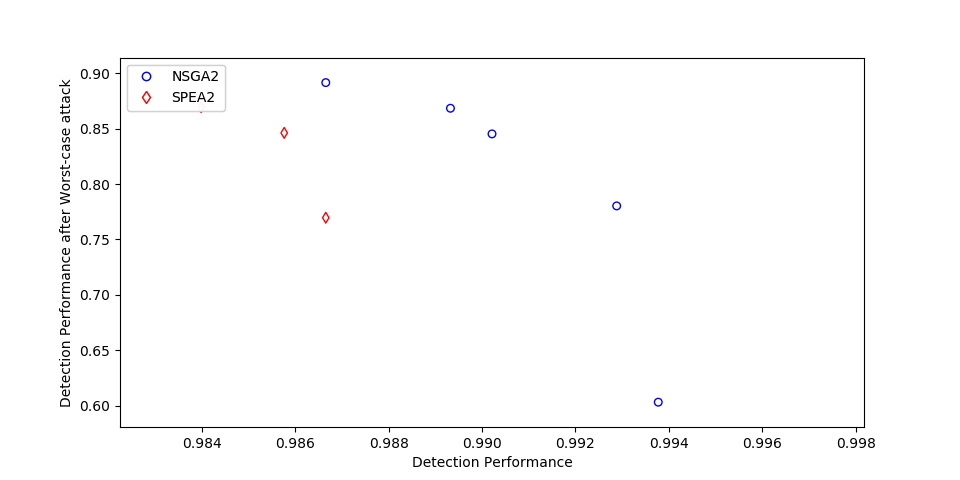 NSGA2
SPEA2
Detection Performance after Worst-case attack
0.90
0.85
0.80
0.75
0.70
0.65
0.60
0.984 0.986 0.988 0.990 0.992 0.994 0.996 0.998
Detection Performance